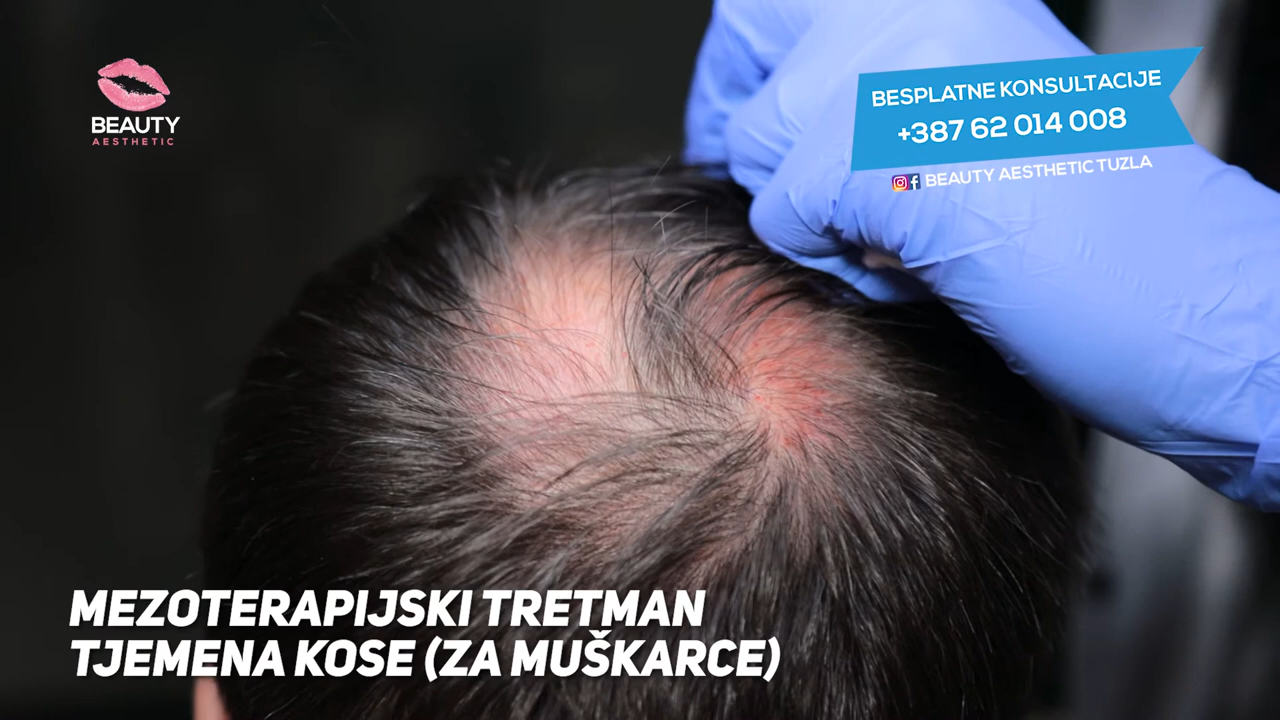 BEAUTY
AESTHETIC
BESPLATNE KONSULTACIJE
+387 62 014 008
BEAUTY AESTHETIC TUZLA
MEZOTERAPIJSKI TRETMAN
TJEMENA KOSE (ZA MUŠKARCE)